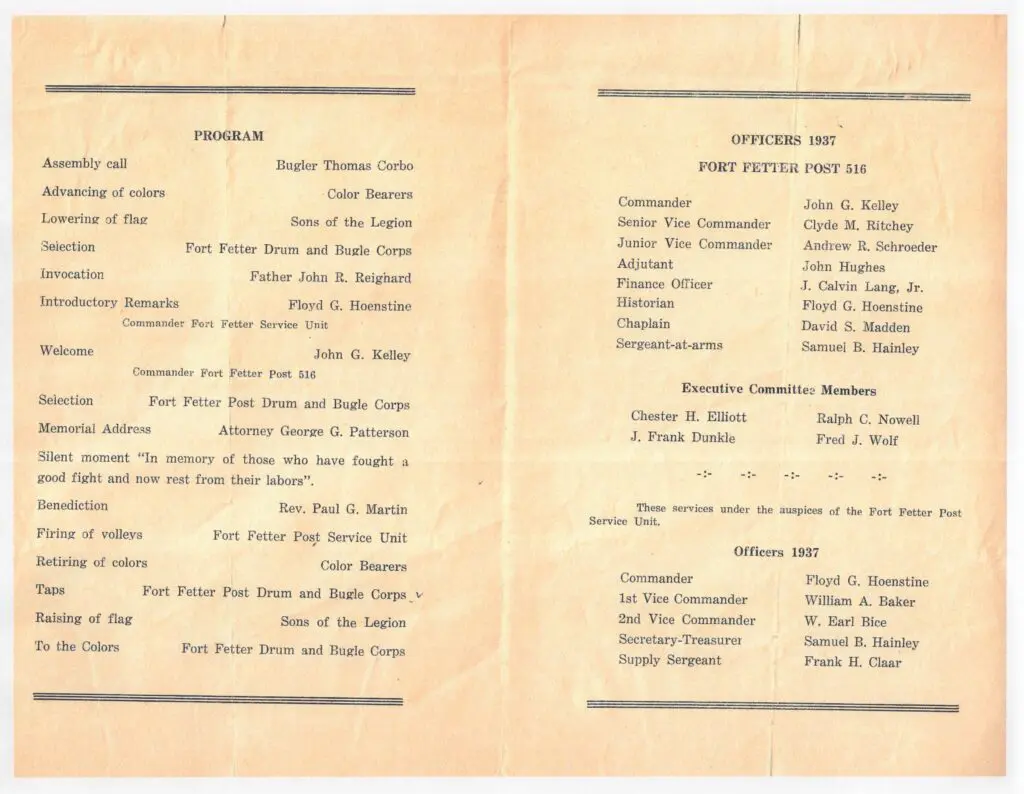 PROGRAM
Assembly call Bugler Thomas Corbo
Advancing of colors Color Bearers
Lowering of flag Sons of the Legion
Selection Fort Fetter Drum and Bugle Corps
Invocation Father John R. Reighard
Introductory Remarks Floyd G. Hoenstine
Commander Fort Fetter Service Unit
Welcome John G. Kelley
Commander Fort Fetter Post 516
Selection Fort Fetter Post Drum and Bugle Corps
Memorial Address Attorney George G. Patterson
Silent moment “In memory of those who have fought a
good fight and now rest from their labors”.
Benediction Rev. Paul G. Martin
Firing of volleys Fort Fetter Post Service Unit
Retiring of colors Color Bearers
Taps Fort Fetter Post Drum and Bugle Corps
Raising of flag Sons of the Legion
To the Colors Fort Fetter Drum and Bugle Corps
OFFICERS 1937
FORT FETTER POST 516
Commander John G. Kelley
Senior Vice Commander Clyde M. Ritchey
Junior Vice Commander Andrew R. Schroeder
Adjutant John Hughes
Finance Officer J. Calvin Lang, Jr.
Historian Floyd G. Hoenstine
Chaplain David S. Madden
Sergeant-at-arms Samuel B. Hainley
Executive Committee Members
Chester H. Elliott Ralph C. Nowell
J. Frank Dunkle Fred J. Wolf
-:- -:- -:- -:- -:-
These services under the auspices of the Fort Fetter Post
Service Unit.
Officers 1937
Commander Floyd G. Hoenstine
1st Vice Commander William A. Baker
2nd Vice Commander W. Earl Bice
Secretary-Treasurer Samuel B. Hainley
Supply Sergeant Frank H. Claar